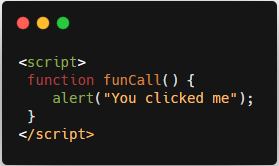 <script>
 function funCall() {
    alert("You clicked me");
 }
</script>